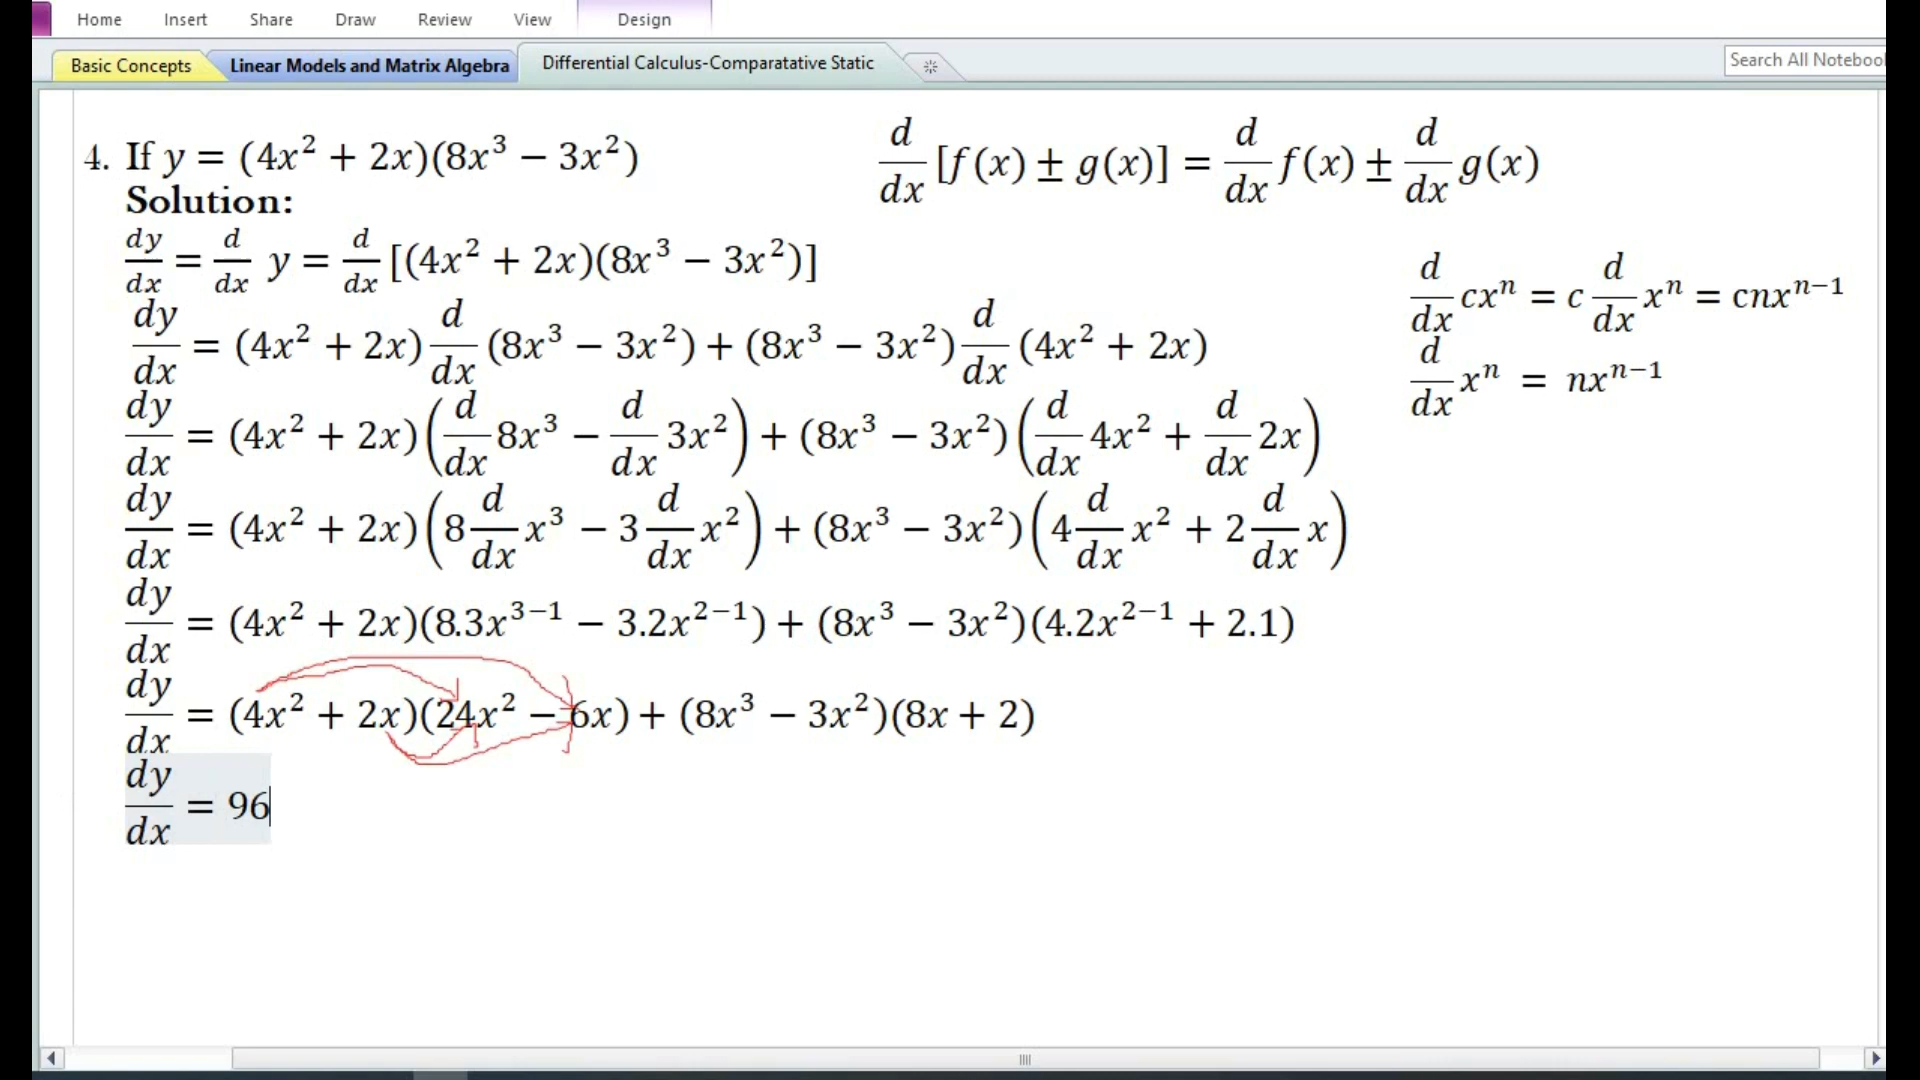 Home Insert Share Draw Review View Design
Basic Concepts Linear Models and Matrix Algebra Differential Calculus-Comparatative Static Search All Noteboo
4. If y = (4x² + 2x)(8x³ − 3x²)
d/dx [f(x) ± g(x)] = d/dx f(x) ± d/dx g(x)
Solution:
dy/dx = d/dx y = d/dx [(4x² + 2x)(8x³ − 3x²)]
d/dx cxⁿ = c d/dx xⁿ = cnxⁿ⁻¹
dy/dx = (4x² + 2x) d/dx (8x³ − 3x²) + (8x³ − 3x²) d/dx (4x² + 2x)
d/dx xⁿ = nxⁿ⁻¹
dy/dx = (4x² + 2x)(d/dx 8x³ − d/dx 3x²) + (8x³ − 3x²)(d/dx 4x² + d/dx 2x)
dy/dx = (4x² + 2x)(8 d/dx x³ − 3 d/dx x²) + (8x³ − 3x²)(4 d/dx x² + 2 d/dx x)
dy/dx = (4x² + 2x)(8.3x³⁻¹ − 3.2x²⁻¹) + (8x³ − 3x²)(4.2x²⁻¹ + 2.1)
dy/dx = (4x² + 2x)(24x² − 6x) + (8x³ − 3x²)(8x + 2)
dy/dx = 96